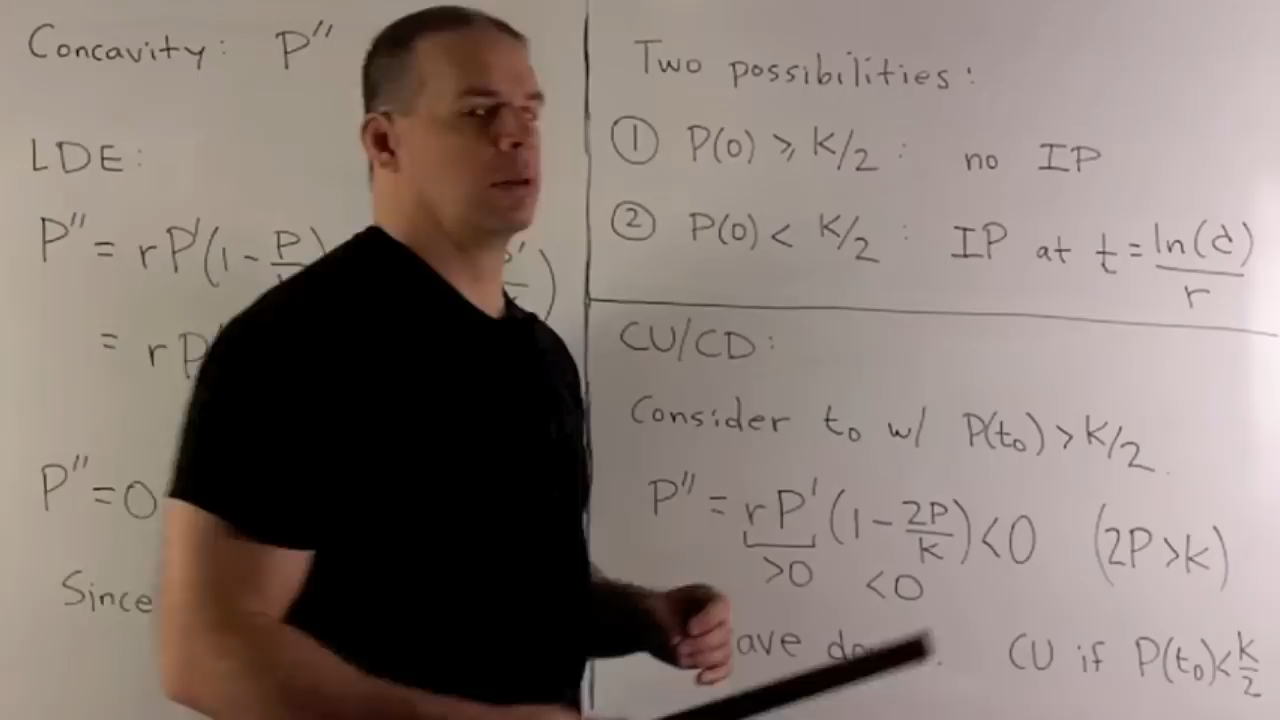 Concavity: P″
LDE:
P″ = rP′(1 - P
= rP
P″ = 0
Since
Two possibilities:
① P(0) ≥ K/2 : no IP
② P(0) < K/2 : IP at t = ln(d)/r
CU/CD:
Consider t₀ w/ P(t₀) > K/2.
P″ = rP′(1 - 2P/K) < 0 (2P > K)
>0 <0
CU if P(t₀) < K/2